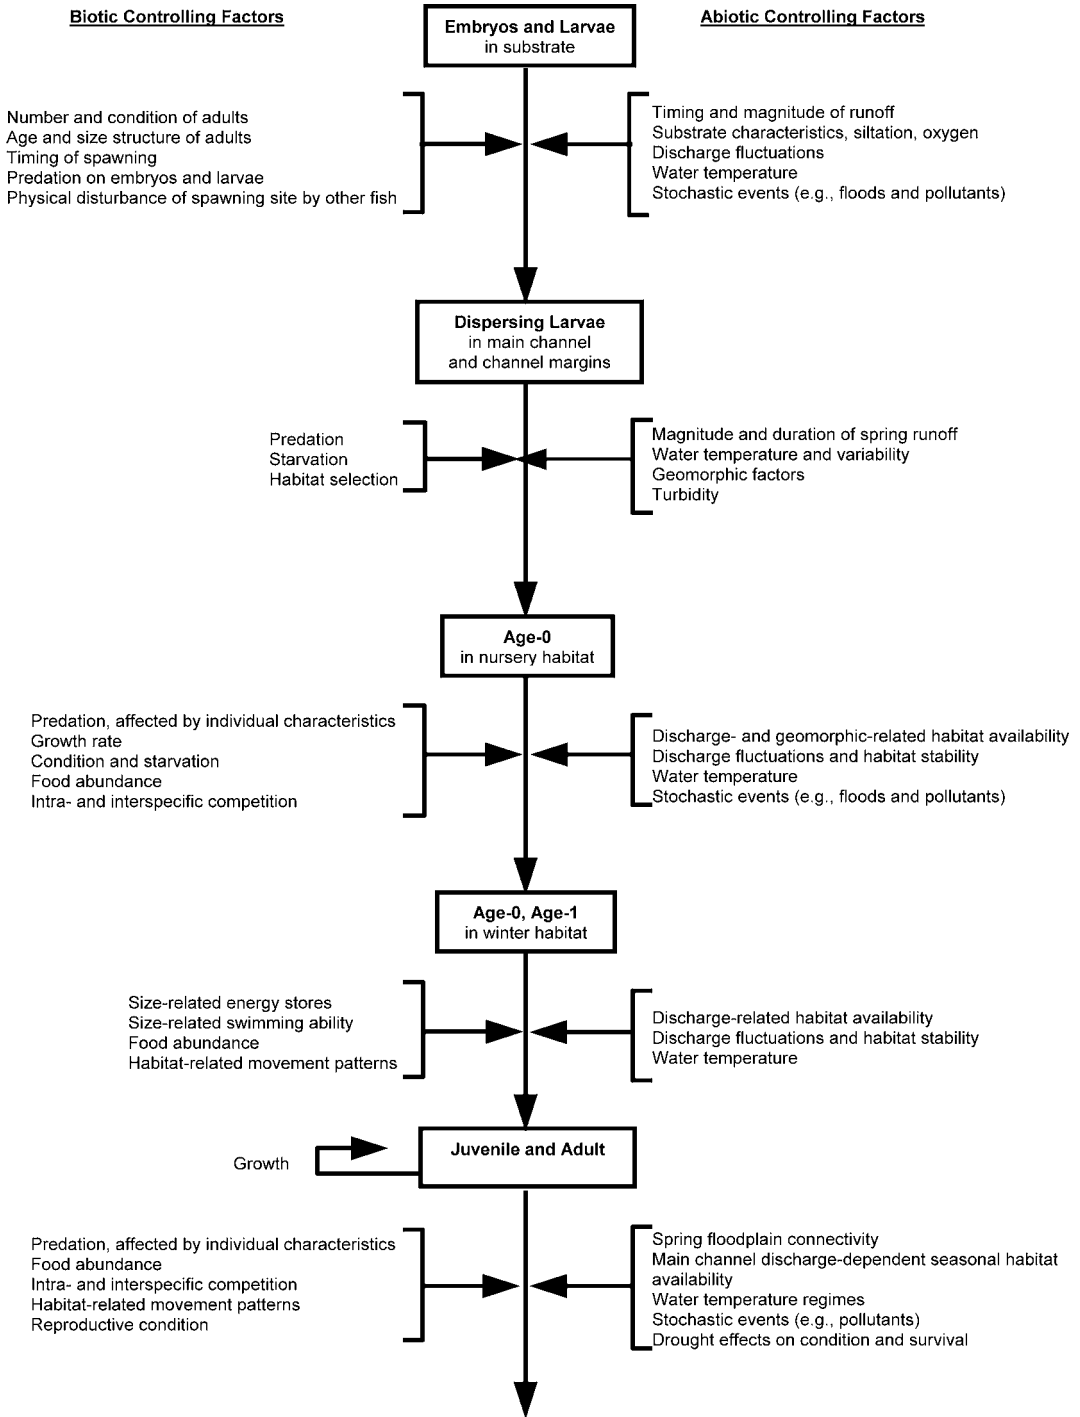 Biotic Controlling Factors
Abiotic Controlling Factors
Embryos and Larvae
in substrate
Number and condition of adults
Age and size structure of adults
Timing of spawning
Predation on embryos and larvae
Physical disturbance of spawning site by other fish
Timing and magnitude of runoff
Substrate characteristics, siltation, oxygen
Discharge fluctuations
Water temperature
Stochastic events (e.g., floods and pollutants)
Dispersing Larvae
in main channel
and channel margins
Predation
Starvation
Habitat selection
Magnitude and duration of spring runoff
Water temperature and variability
Geomorphic factors
Turbidity
Age-0
in nursery habitat
Predation, affected by individual characteristics
Growth rate
Condition and starvation
Food abundance
Intra- and interspecific competition
Discharge- and geomorphic-related habitat availability
Discharge fluctuations and habitat stability
Water temperature
Stochastic events (e.g., floods and pollutants)
Age-0, Age-1
in winter habitat
Size-related energy stores
Size-related swimming ability
Food abundance
Habitat-related movement patterns
Discharge-related habitat availability
Discharge fluctuations and habitat stability
Water temperature
Juvenile and Adult
Growth
Predation, affected by individual characteristics
Food abundance
Intra- and interspecific competition
Habitat-related movement patterns
Reproductive condition
Spring floodplain connectivity
Main channel discharge-dependent seasonal habitat
availability
Water temperature regimes
Stochastic events (e.g., pollutants)
Drought effects on condition and survival